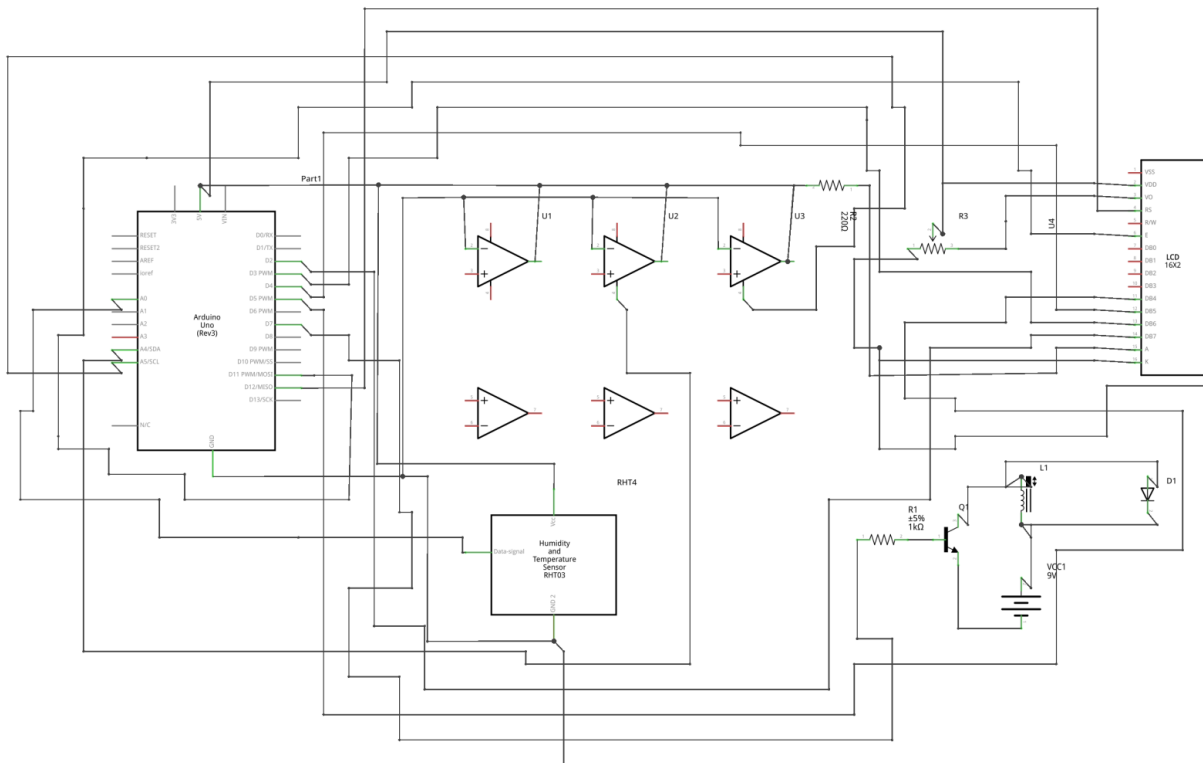 Part1
3V3
5V
VIN
RESET
RESET2
AREF
ioref
A0
A1
A2
A3
A4/SDA
A5/SCL
N/C
GND
D0/RX
D1/TX
D2
D3 PWM
D4
D5 PWM
D6 PWM
D7
D8
D9 PWM
D10 PWM/SS
D11 PWM/MOSI
D12/MISO
D13/SCK
Arduino
Uno
(Rev3)
U1
U2
U3
R2
220Ω
R3
U4
VSS
VDD
VO
RS
R/W
E
DB0
DB1
DB2
DB3
DB4
DB5
DB6
DB7
A
K
LCD
16X2
RHT4
Vcc
Data-signal
Humidity
and
Temperature
Sensor
RHT03
GND 2
R1
±5%
1kΩ
Q1
L1
D1
VCC1
9V